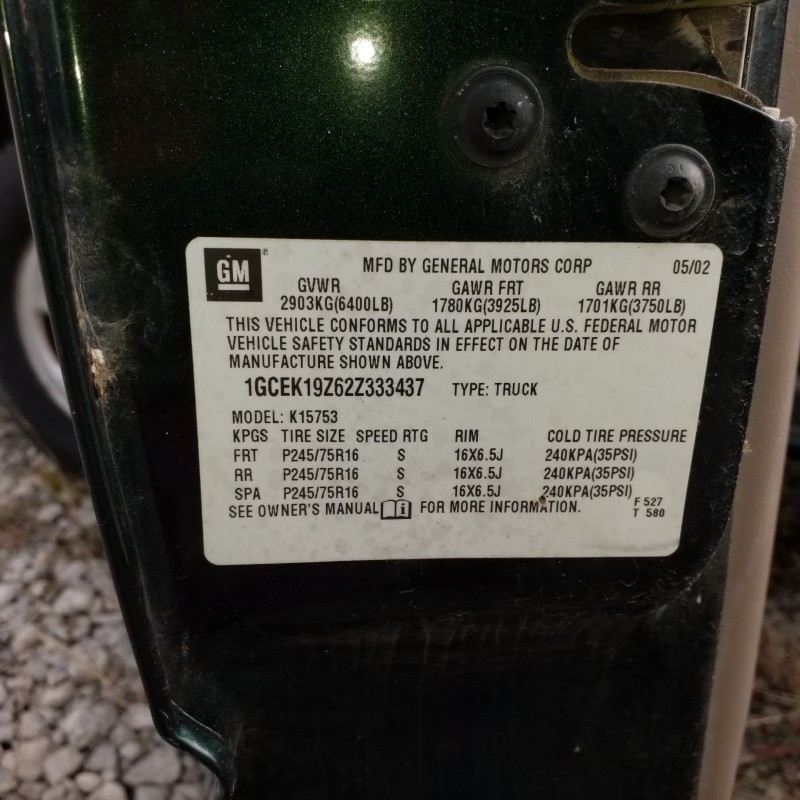 GM ®
MFD BY GENERAL MOTORS CORP 05/02
GVWR GAWR FRT GAWR RR
2903KG(6400LB) 1780KG(3925LB) 1701KG(3750LB)
THIS VEHICLE CONFORMS TO ALL APPLICABLE U.S. FEDERAL MOTOR
VEHICLE SAFETY STANDARDS IN EFFECT ON THE DATE OF
MANUFACTURE SHOWN ABOVE.
1GCEK19Z62Z333437 TYPE: TRUCK
MODEL: K15753
KPGS TIRE SIZE SPEED RTG RIM COLD TIRE PRESSURE
FRT P245/75R16 S 16X6.5J 240KPA(35PSI)
RR P245/75R16 S 16X6.5J 240KPA(35PSI)
SPA P245/75R16 S 16X6.5J 240KPA(35PSI)
SEE OWNER'S MANUAL i FOR MORE INFORMATION. F 527
T 580